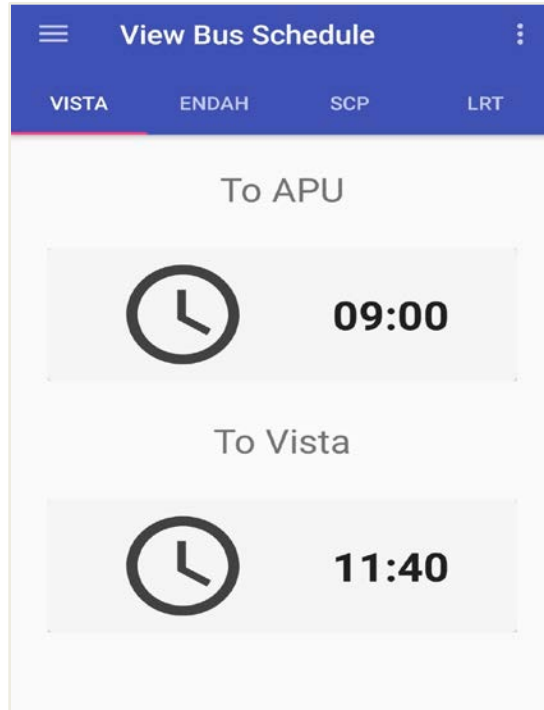 View Bus Schedule
VISTA ENDAH SCP LRT
To APU
09:00
To Vista
11:40